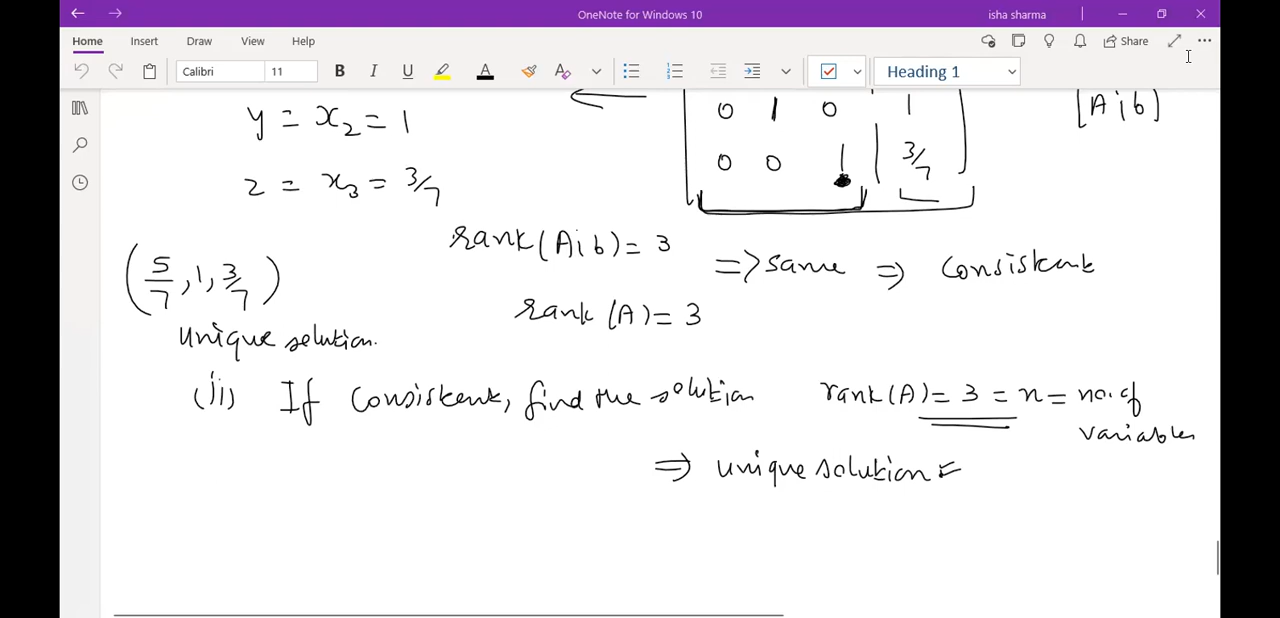 OneNote for Windows 10
isha sharma
Home Insert Draw View Help
Share
Calibri 11 B I U A Heading 1
y = x2 = 1
0 1 0 1
[A¦b]
z = x3 = 3/7
0 0 1 3/7
rank(A¦b) = 3
(5/7, 1, 3/7)
=> same => Consistent
rank (A) = 3
Unique solution.
(ii) If Consistent, find the solution
rank(A) = 3 = n = no. of
variables
=> unique solution